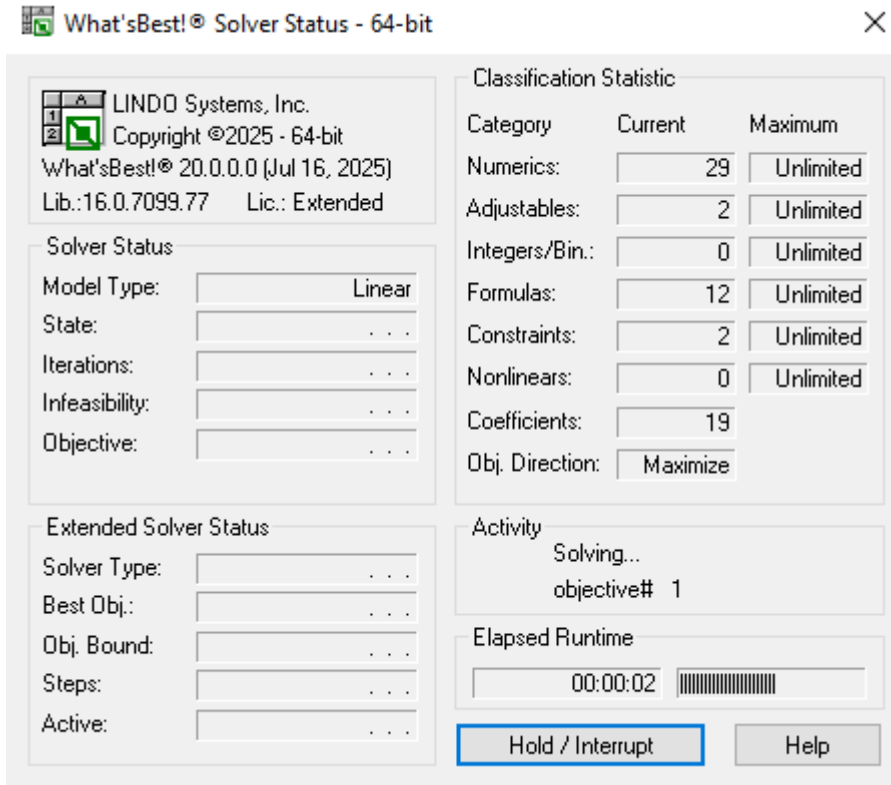 What'sBest!® Solver Status - 64-bit
LINDO Systems, Inc.
Copyright ©2025 - 64-bit
What'sBest!® 20.0.0.0 (Jul 16, 2025)
Lib.:16.0.7099.77 Lic.: Extended
Solver Status
Model Type: Linear
State: . . .
Iterations: . . .
Infeasibility: . . .
Objective: . . .
Extended Solver Status
Solver Type: . . .
Best Obj.: . . .
Obj. Bound: . . .
Steps: . . .
Active: . . .
Classification Statistic
Category Current Maximum
Numerics: 29 Unlimited
Adjustables: 2 Unlimited
Integers/Bin.: 0 Unlimited
Formulas: 12 Unlimited
Constraints: 2 Unlimited
Nonlinears: 0 Unlimited
Coefficients: 19
Obj. Direction: Maximize
Activity
Solving...
objective# 1
Elapsed Runtime
00:00:02
Hold / Interrupt Help